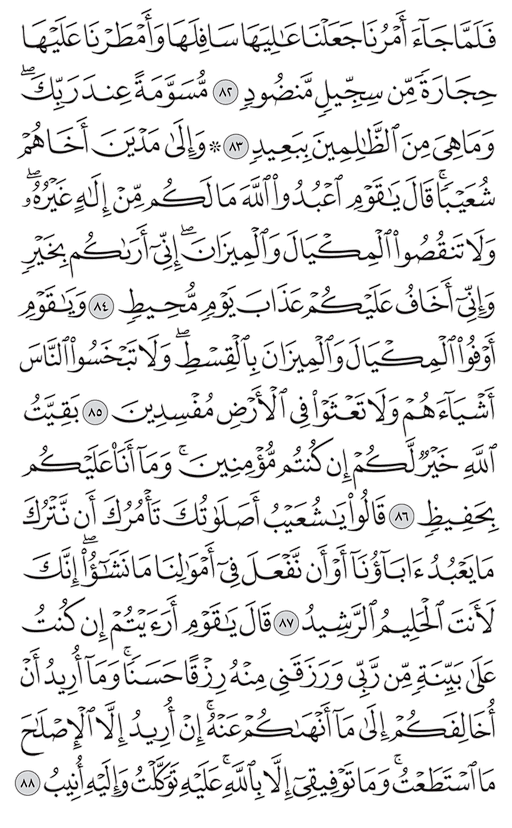 فَلَمَّا جَآءَ أَمۡرُنَا جَعَلۡنَا عَٰلِيَهَا سَافِلَهَا وَأَمۡطَرۡنَا عَلَيۡهَا
حِجَارَةٗ مِّن سِجِّيلٖ مَّنضُودٖ ٨٢ مُّسَوَّمَةً عِندَ رَبِّكَۖ
وَمَا هِيَ مِنَ ٱلظَّٰلِمِينَ بِبَعِيدٖ ٨٣ ۞ وَإِلَىٰ مَدۡيَنَ أَخَاهُمۡ
شُعَيۡبٗاۚ قَالَ يَٰقَوۡمِ ٱعۡبُدُواْ ٱللَّهَ مَا لَكُم مِّنۡ إِلَٰهٍ غَيۡرُهُۥۖ
وَلَا تَنقُصُواْ ٱلۡمِكۡيَالَ وَٱلۡمِيزَانَۖ إِنِّيٓ أَرَىٰكُم بِخَيۡرٖ
وَإِنِّيٓ أَخَافُ عَلَيۡكُمۡ عَذَابَ يَوۡمٖ مُّحِيطٖ ٨٤ وَيَٰقَوۡمِ
أَوۡفُواْ ٱلۡمِكۡيَالَ وَٱلۡمِيزَانَ بِٱلۡقِسۡطِۖ وَلَا تَبۡخَسُواْ ٱلنَّاسَ
أَشۡيَآءَهُمۡ وَلَا تَعۡثَوۡاْ فِي ٱلۡأَرۡضِ مُفۡسِدِينَ ٨٥ بَقِيَّتُ
ٱللَّهِ خَيۡرٞ لَّكُمۡ إِن كُنتُم مُّؤۡمِنِينَۚ وَمَآ أَنَا۠ عَلَيۡكُم
بِحَفِيظٖ ٨٦ قَالُواْ يَٰشُعَيۡبُ أَصَلَوٰتُكَ تَأۡمُرُكَ أَن نَّتۡرُكَ
مَا يَعۡبُدُ ءَابَآؤُنَآ أَوۡ أَن نَّفۡعَلَ فِيٓ أَمۡوَٰلِنَا مَا نَشَٰٓؤُاْۖ إِنَّكَ
لَأَنتَ ٱلۡحَلِيمُ ٱلرَّشِيدُ ٨٧ قَالَ يَٰقَوۡمِ أَرَءَيۡتُمۡ إِن كُنتُ
عَلَىٰ بَيِّنَةٖ مِّن رَّبِّي وَرَزَقَنِي مِنۡهُ رِزۡقًا حَسَنٗاۚ وَمَآ أُرِيدُ أَنۡ
أُخَالِفَكُمۡ إِلَىٰ مَآ أَنۡهَىٰكُمۡ عَنۡهُۚ إِنۡ أُرِيدُ إِلَّا ٱلۡإِصۡلَٰحَ
مَا ٱسۡتَطَعۡتُۚ وَمَا تَوۡفِيقِيٓ إِلَّا بِٱللَّهِۚ عَلَيۡهِ تَوَكَّلۡتُ وَإِلَيۡهِ أُنِيبُ ٨٨